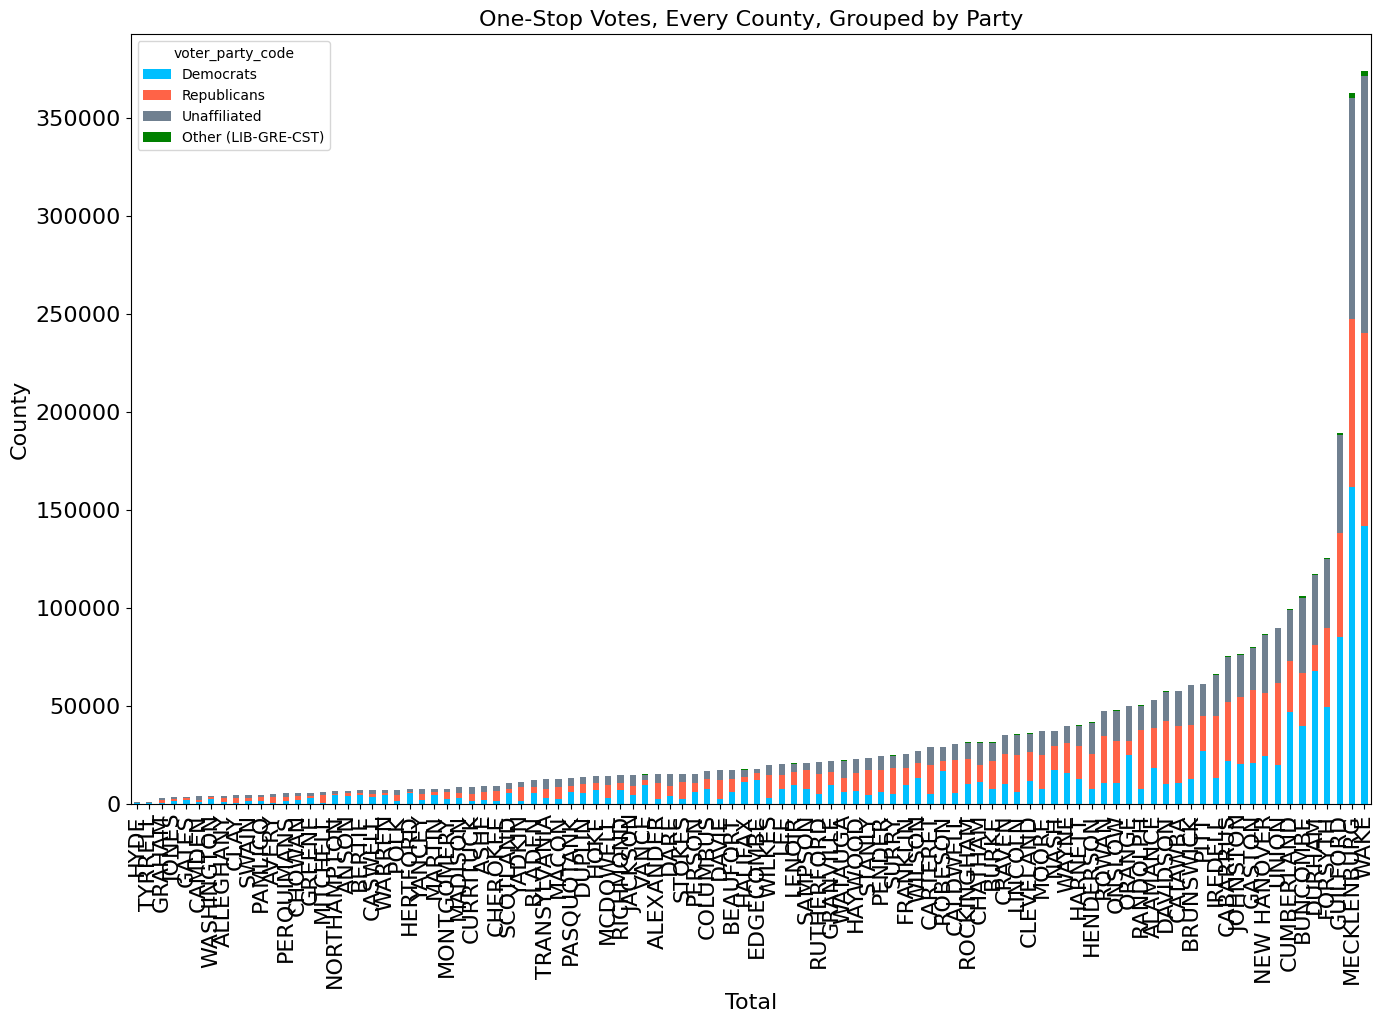 One-Stop Votes, Every County, Grouped by Party
voter_party_code
Democrats
Republicans
Unaffiliated
Other (LIB-GRE-CST)
County
350000
300000
250000
200000
150000
100000
50000
0
HYDE
TYRRELL
GRAHAM
JONES
GATES
CAMDEN
WASHINGTON
ALLEGHANY
CLAY
SWAIN
PAMLICO
AVERY
PERQUIMANS
CHOWAN
GREENE
MITCHELL
NORTHAMPTON
ANSON
BERTIE
CASWELL
WARREN
POLK
HERTFORD
YANCEY
MARTIN
MONTGOMERY
MADISON
CURRITUCK
ASHE
CHEROKEE
SCOTLAND
YADKIN
BLADEN
TRANSYLVANIA
MACON
PASQUOTANK
DUPLIN
HOKE
MCDOWELL
RICHMOND
JACKSON
VANCE
ALEXANDER
DARE
STOKES
PERSON
COLUMBUS
DAVIE
BEAUFORT
HALIFAX
EDGECOMBE
WILKES
LEE
LENOIR
SAMPSON
RUTHERFORD
GRANVILLE
WATAUGA
HAYWOOD
STANLY
PENDER
SURRY
FRANKLIN
WILSON
CARTERET
ROBESON
CALDWELL
ROCKINGHAM
CHATHAM
BURKE
CRAVEN
LINCOLN
CLEVELAND
MOORE
NASH
WAYNE
HARNETT
HENDERSON
ROWAN
ONSLOW
ORANGE
RANDOLPH
ALAMANCE
DAVIDSON
CATAWBA
BRUNSWICK
PITT
IREDELL
CABARRUS
JOHNSTON
GASTON
NEW HANOVER
UNION
CUMBERLAND
BUNCOMBE
DURHAM
FORSYTH
GUILFORD
MECKLENBURG
WAKE
Total